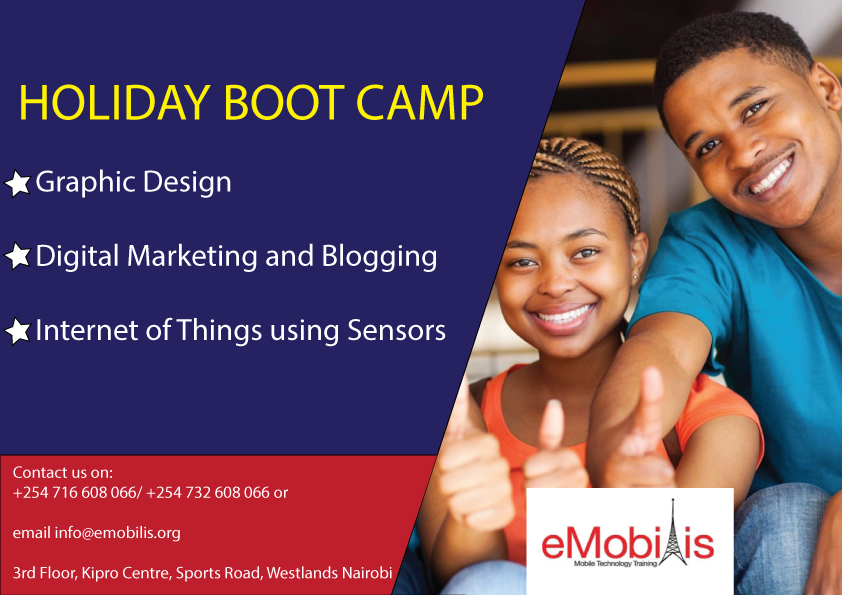 HOLIDAY BOOT CAMP
Graphic Design
Digital Marketing and Blogging
Internet of Things using Sensors
Contact us on:
+254 716 608 066/ +254 732 608 066 or
email info@emobilis.org
3rd Floor, Kipro Centre, Sports Road, Westlands Nairobi
eMobilis
Mobile Technology Training